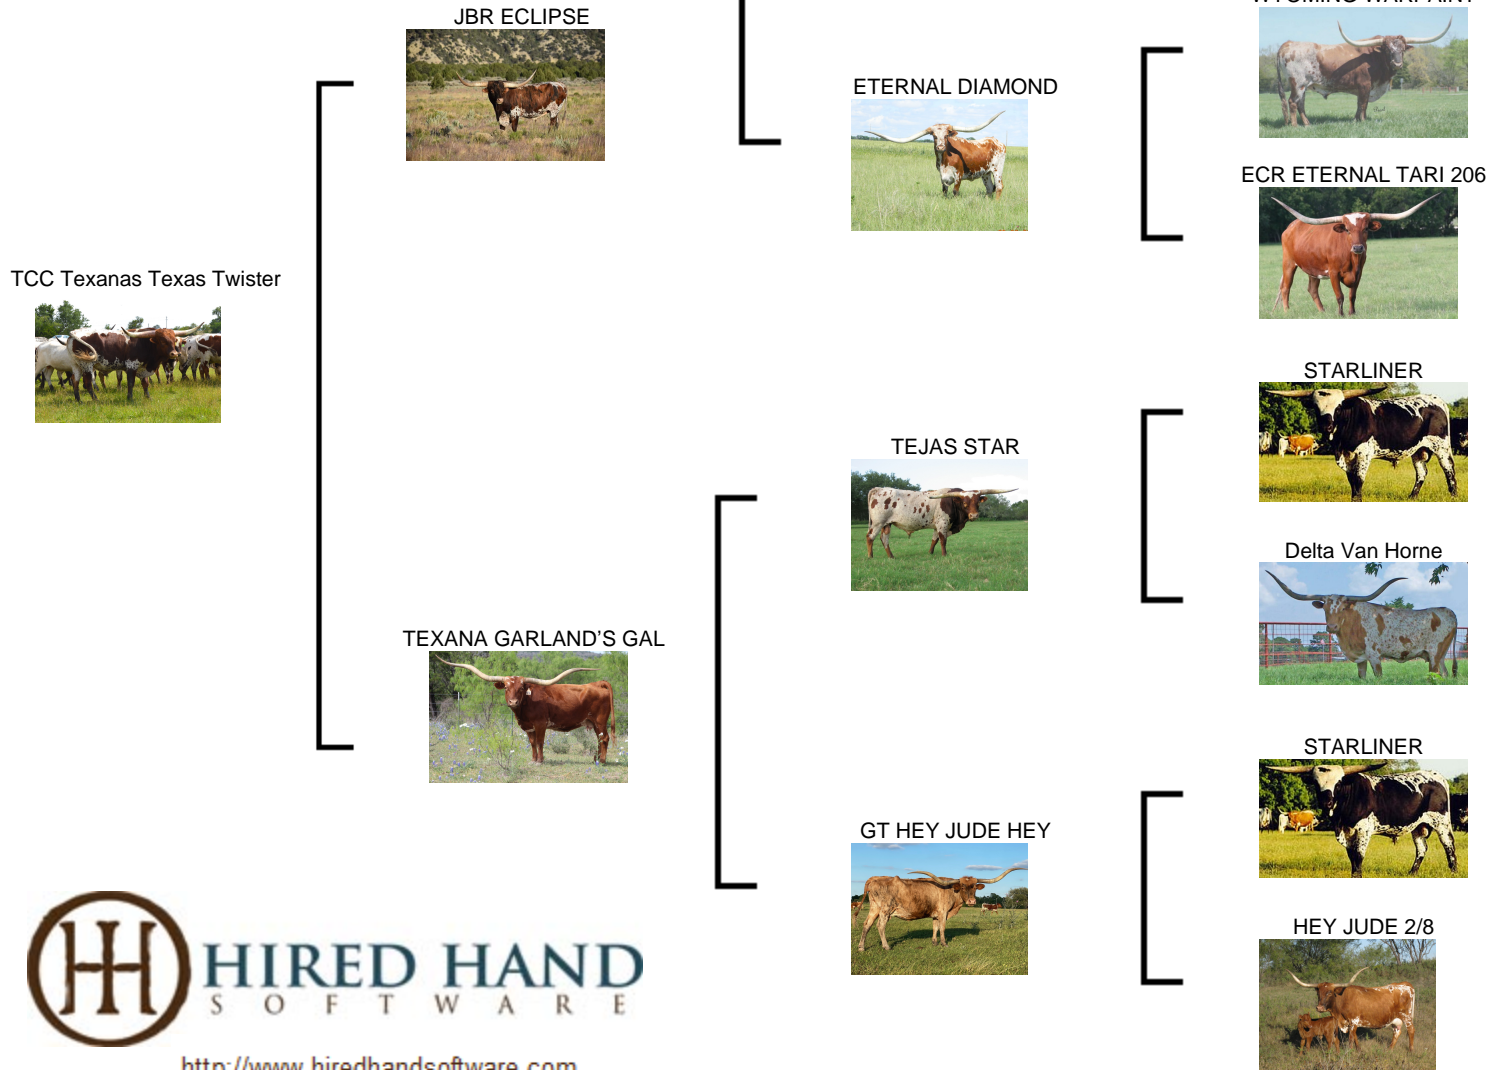 JBR ECLIPSE
ETERNAL DIAMOND
ECR ETERNAL TARI 206
TCC Texanas Texas Twister
STARLINER
TEJAS STAR
Delta Van Horne
TEXANA GARLAND'S GAL
STARLINER
GT HEY JUDE HEY
HEY JUDE 2/8
HIRED HAND
SOFTWARE
http://www.hiredhandsoftware.com